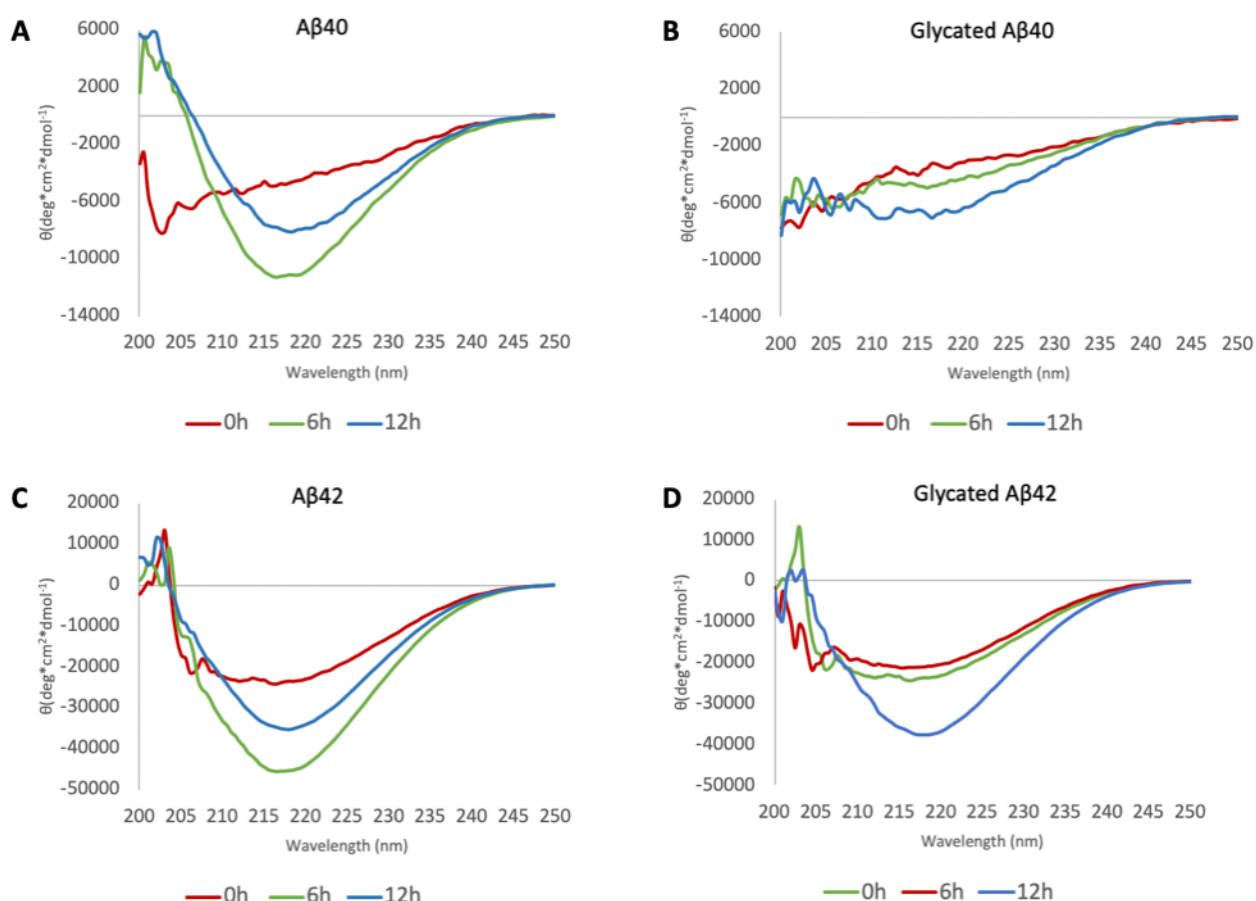 A
Aβ40
6000
2000
-2000
-6000
-10000
-14000
θ(deg*cm²*dmol⁻¹)
200 205 210 215 220 225 230 235 240 245 250
Wavelength (nm)
0h 6h 12h
B
Glycated Aβ40
6000
2000
-2000
-6000
-10000
-14000
θ(deg*cm²*dmol⁻¹)
200 205 210 215 220 225 230 235 240 245 250
Wavelength (nm)
0h 6h 12h
C
Aβ42
20000
10000
0
-10000
-20000
-30000
-40000
-50000
θ(deg*cm²*dmol⁻¹)
200 205 210 215 220 225 230 235 240 245 250
Wavelength (nm)
0h 6h 12h
D
Glycated Aβ42
20000
10000
0
-10000
-20000
-30000
-40000
-50000
θ(deg*cm²*dmol⁻¹)
200 205 210 215 220 225 230 235 240 245 250
Wavelength (nm)
0h 6h 12h